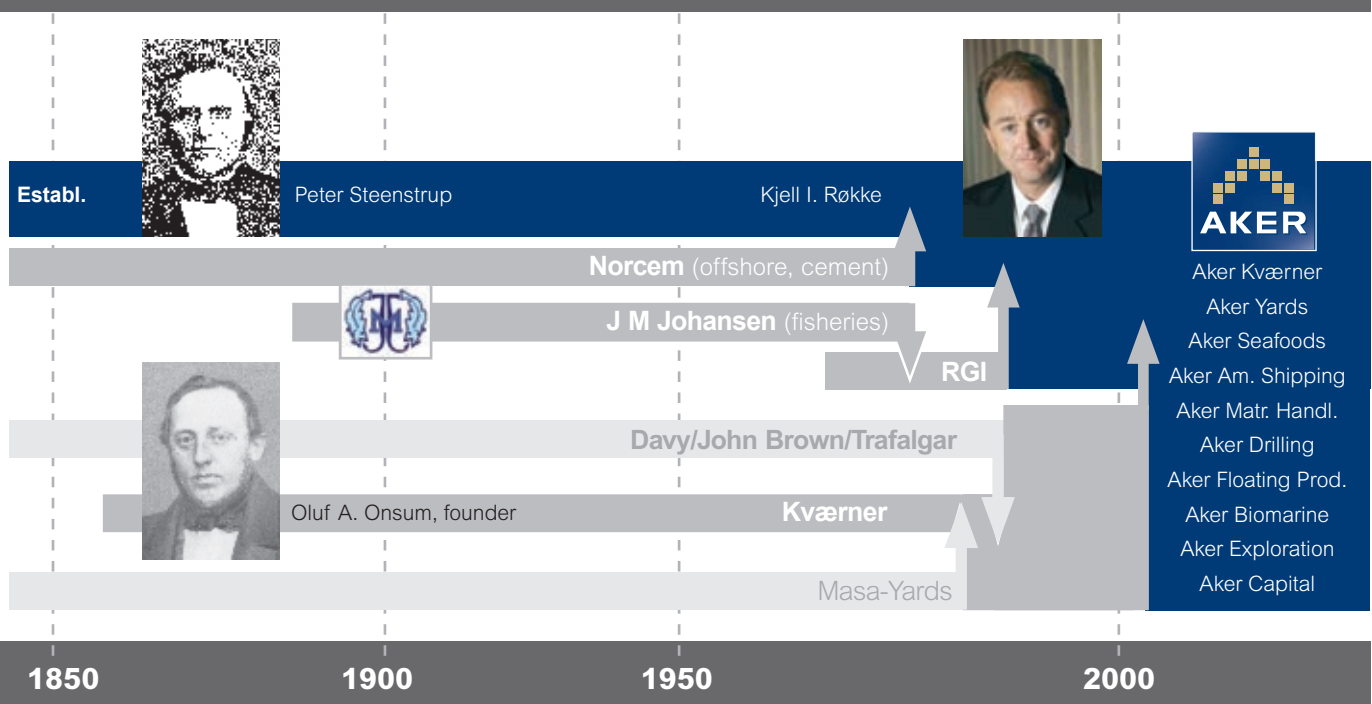 Establ.
Peter Steenstrup
Kjell I. Røkke
AKER
Norcem (offshore, cement)
JMJ
J M Johansen (fisheries)
RGI
Davy/John Brown/Trafalgar
Oluf A. Onsum, founder
Kværner
Masa-Yards
Aker Kværner
Aker Yards
Aker Seafoods
Aker Am. Shipping
Aker Matr. Handl.
Aker Drilling
Aker Floating Prod.
Aker Biomarine
Aker Exploration
Aker Capital
1850
1900
1950
2000